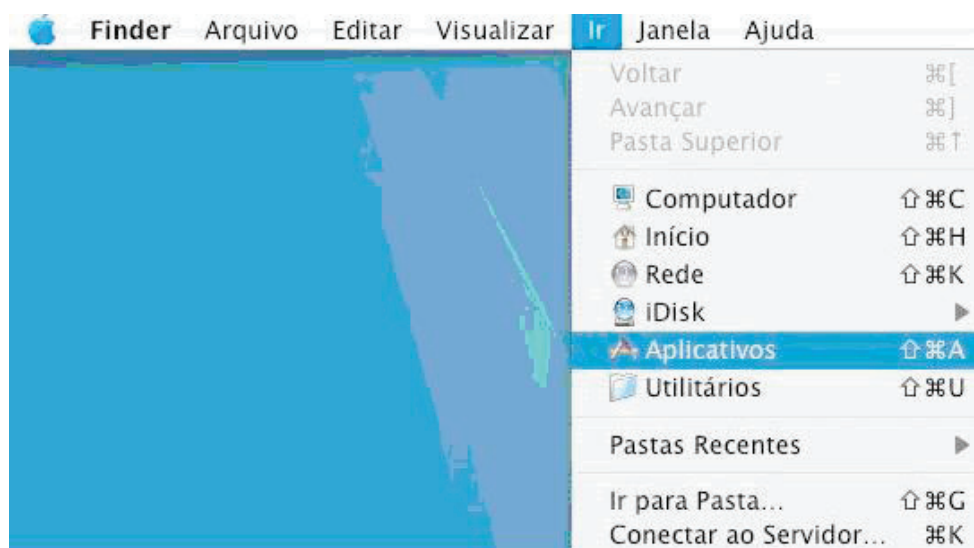 Finder Arquivo Editar Visualizar Ir Janela Ajuda
Voltar ⌘[
Avançar ⌘]
Pasta Superior ⌘↑
Computador ⇧⌘C
Início ⇧⌘H
Rede ⇧⌘K
iDisk
Aplicativos ⇧⌘A
Utilitários ⇧⌘U
Pastas Recentes
Ir para Pasta... ⇧⌘G
Conectar ao Servidor... ⌘K